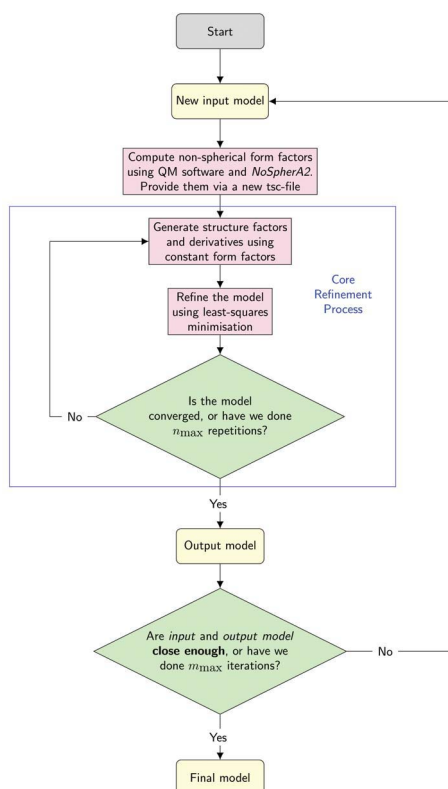 Start
New input model
Compute non-spherical form factors
using QM software and NoSpherA2.
Provide them via a new tsc-file
Generate structure factors
and derivatives using
constant form factors
Core
Refinement
Process
Refine the model
using least-squares
minimisation
Is the model
converged, or have we done
nmax repetitions?
No
Yes
Output model
Are input and output model
close enough, or have we
done mmax iterations?
No
Yes
Final model